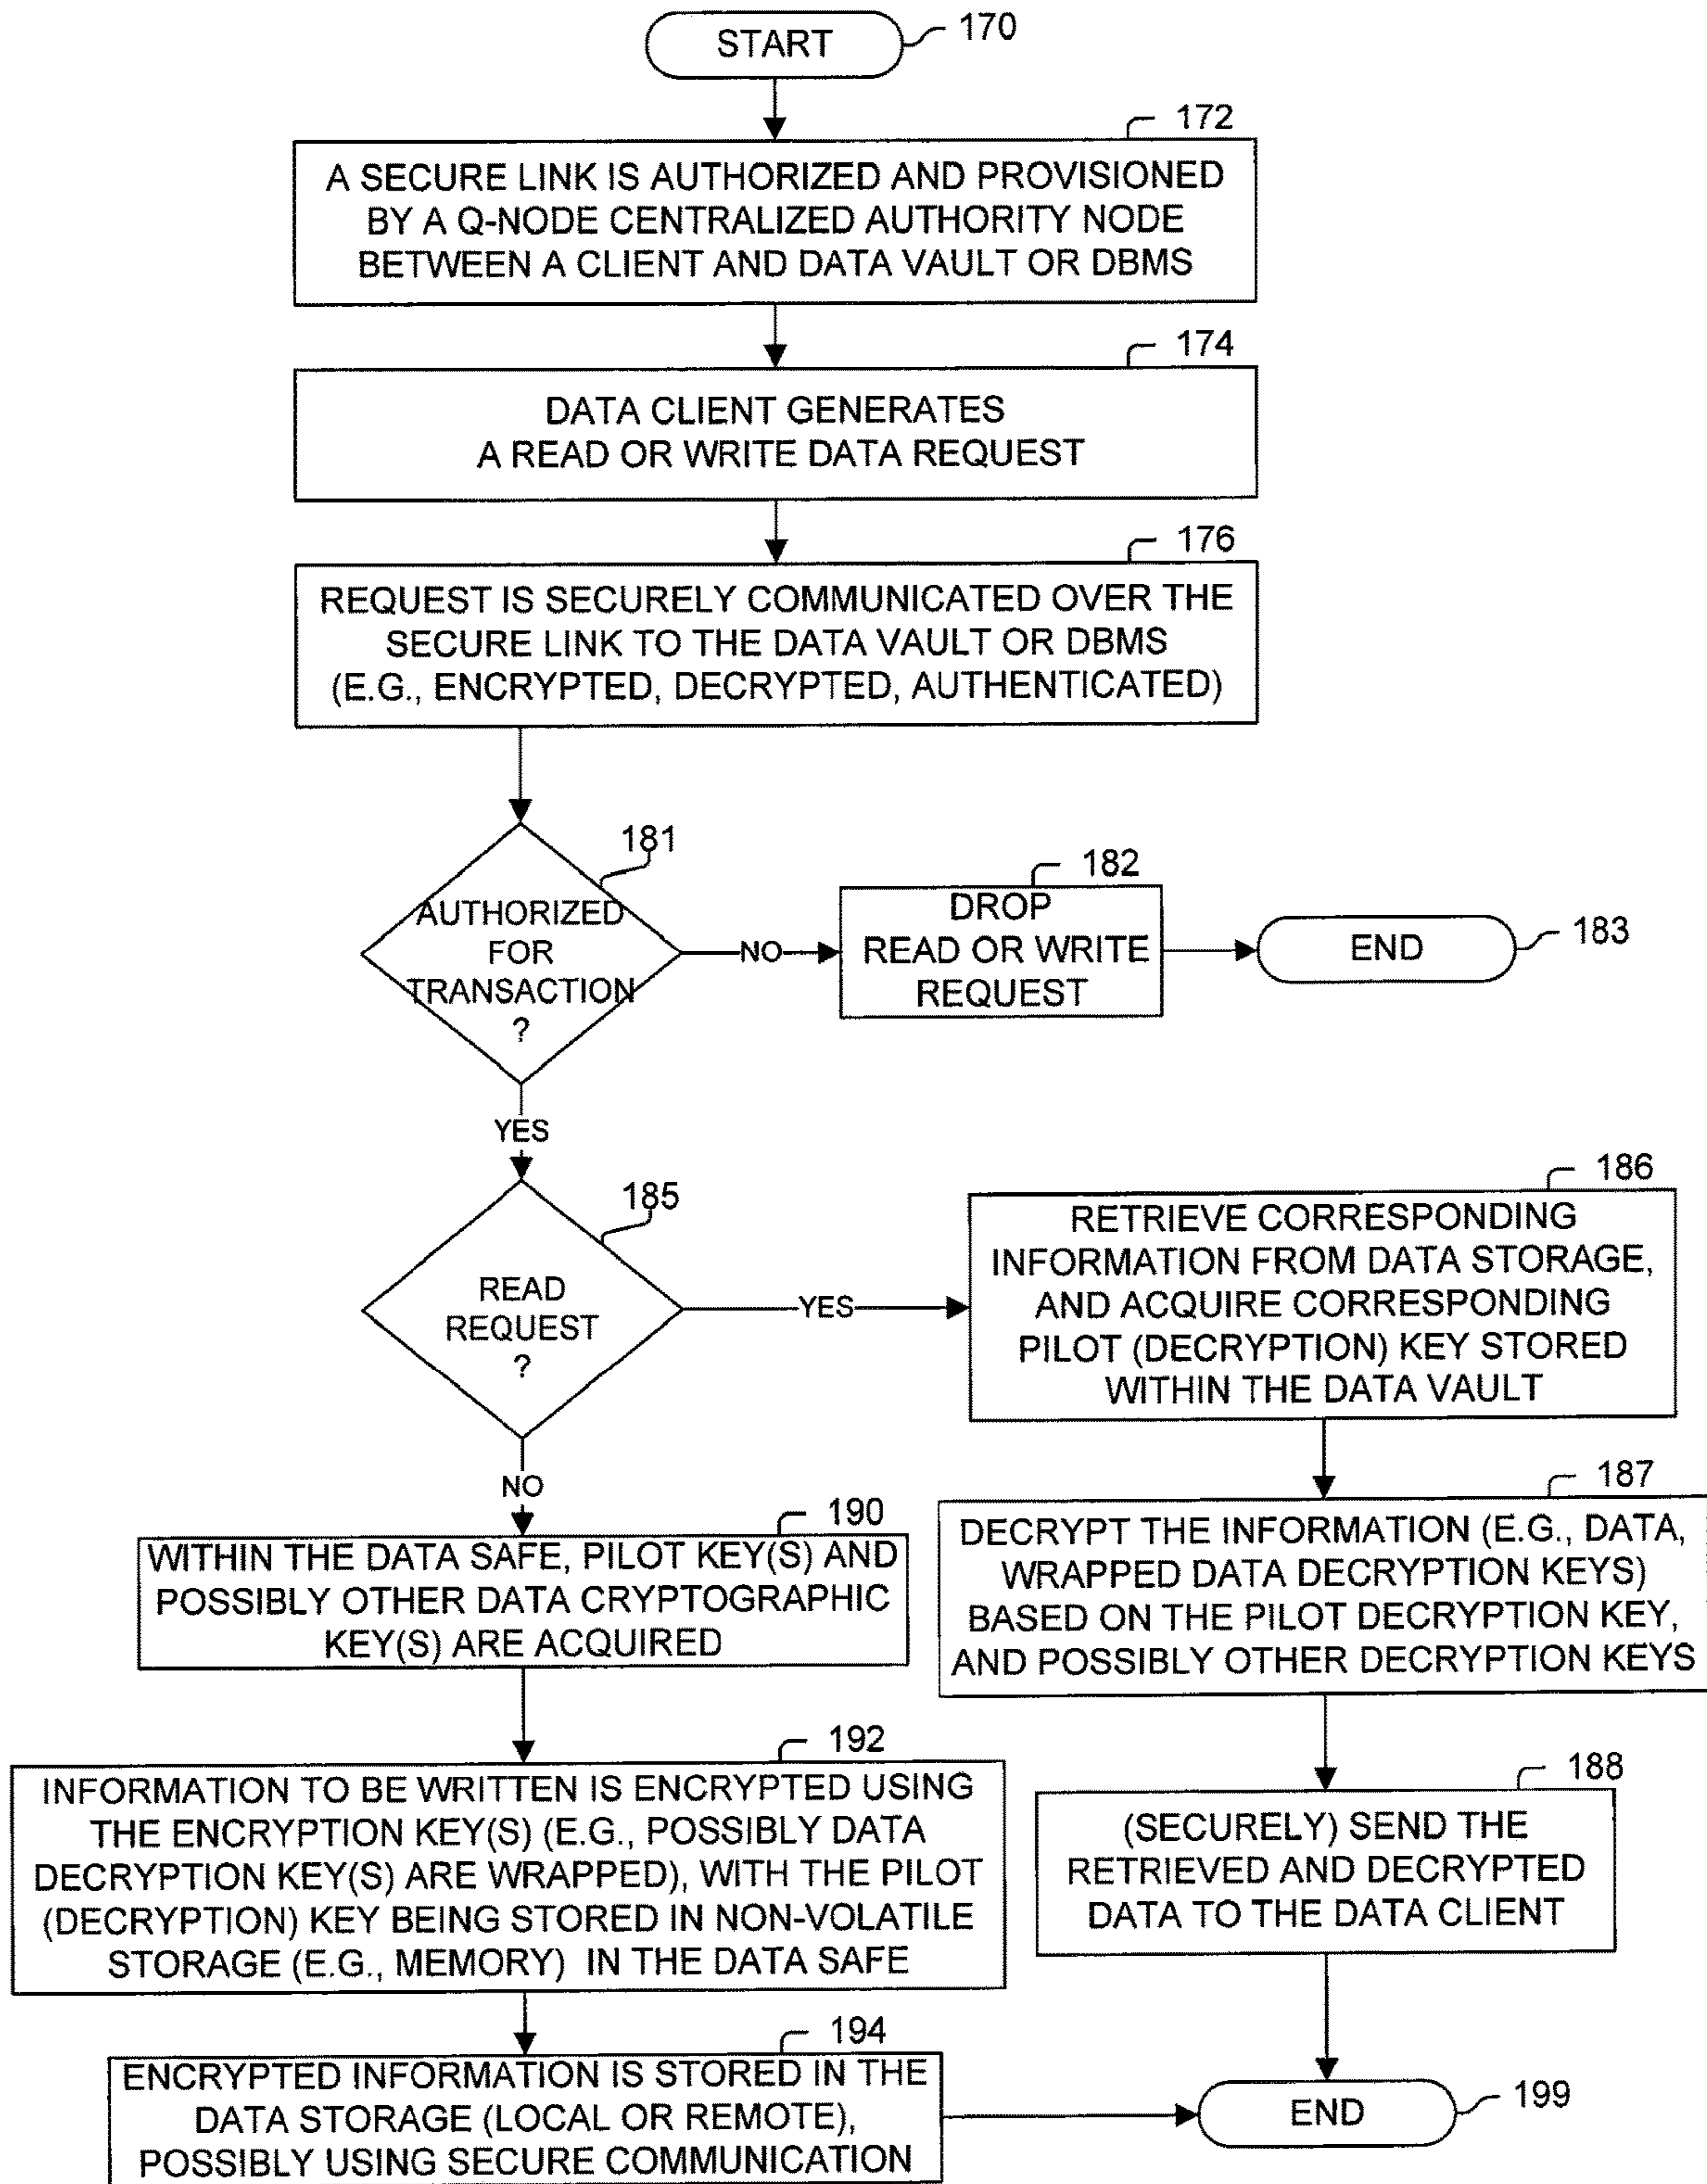 START
170
172
A SECURE LINK IS AUTHORIZED AND PROVISIONED
BY A Q-NODE CENTRALIZED AUTHORITY NODE
BETWEEN A CLIENT AND DATA VAULT OR DBMS
174
DATA CLIENT GENERATES
A READ OR WRITE DATA REQUEST
176
REQUEST IS SECURELY COMMUNICATED OVER THE
SECURE LINK TO THE DATA VAULT OR DBMS
(E.G., ENCRYPTED, DECRYPTED, AUTHENTICATED)
181
AUTHORIZED
FOR
TRANSACTION
?
NO
182
DROP
READ OR WRITE
REQUEST
END
183
YES
185
READ
REQUEST
?
YES
186
RETRIEVE CORRESPONDING
INFORMATION FROM DATA STORAGE,
AND ACQUIRE CORRESPONDING
PILOT (DECRYPTION) KEY STORED
WITHIN THE DATA VAULT
187
DECRYPT THE INFORMATION (E.G., DATA,
WRAPPED DATA DECRYPTION KEYS)
BASED ON THE PILOT DECRYPTION KEY,
AND POSSIBLY OTHER DECRYPTION KEYS
188
(SECURELY) SEND THE
RETRIEVED AND DECRYPTED
DATA TO THE DATA CLIENT
NO
190
WITHIN THE DATA SAFE, PILOT KEY(S) AND
POSSIBLY OTHER DATA CRYPTOGRAPHIC
KEY(S) ARE ACQUIRED
192
INFORMATION TO BE WRITTEN IS ENCRYPTED USING
THE ENCRYPTION KEY(S) (E.G., POSSIBLY DATA
DECRYPTION KEY(S) ARE WRAPPED), WITH THE PILOT
(DECRYPTION) KEY BEING STORED IN NON-VOLATILE
STORAGE (E.G., MEMORY) IN THE DATA SAFE
194
ENCRYPTED INFORMATION IS STORED IN THE
DATA STORAGE (LOCAL OR REMOTE),
POSSIBLY USING SECURE COMMUNICATION
END
199